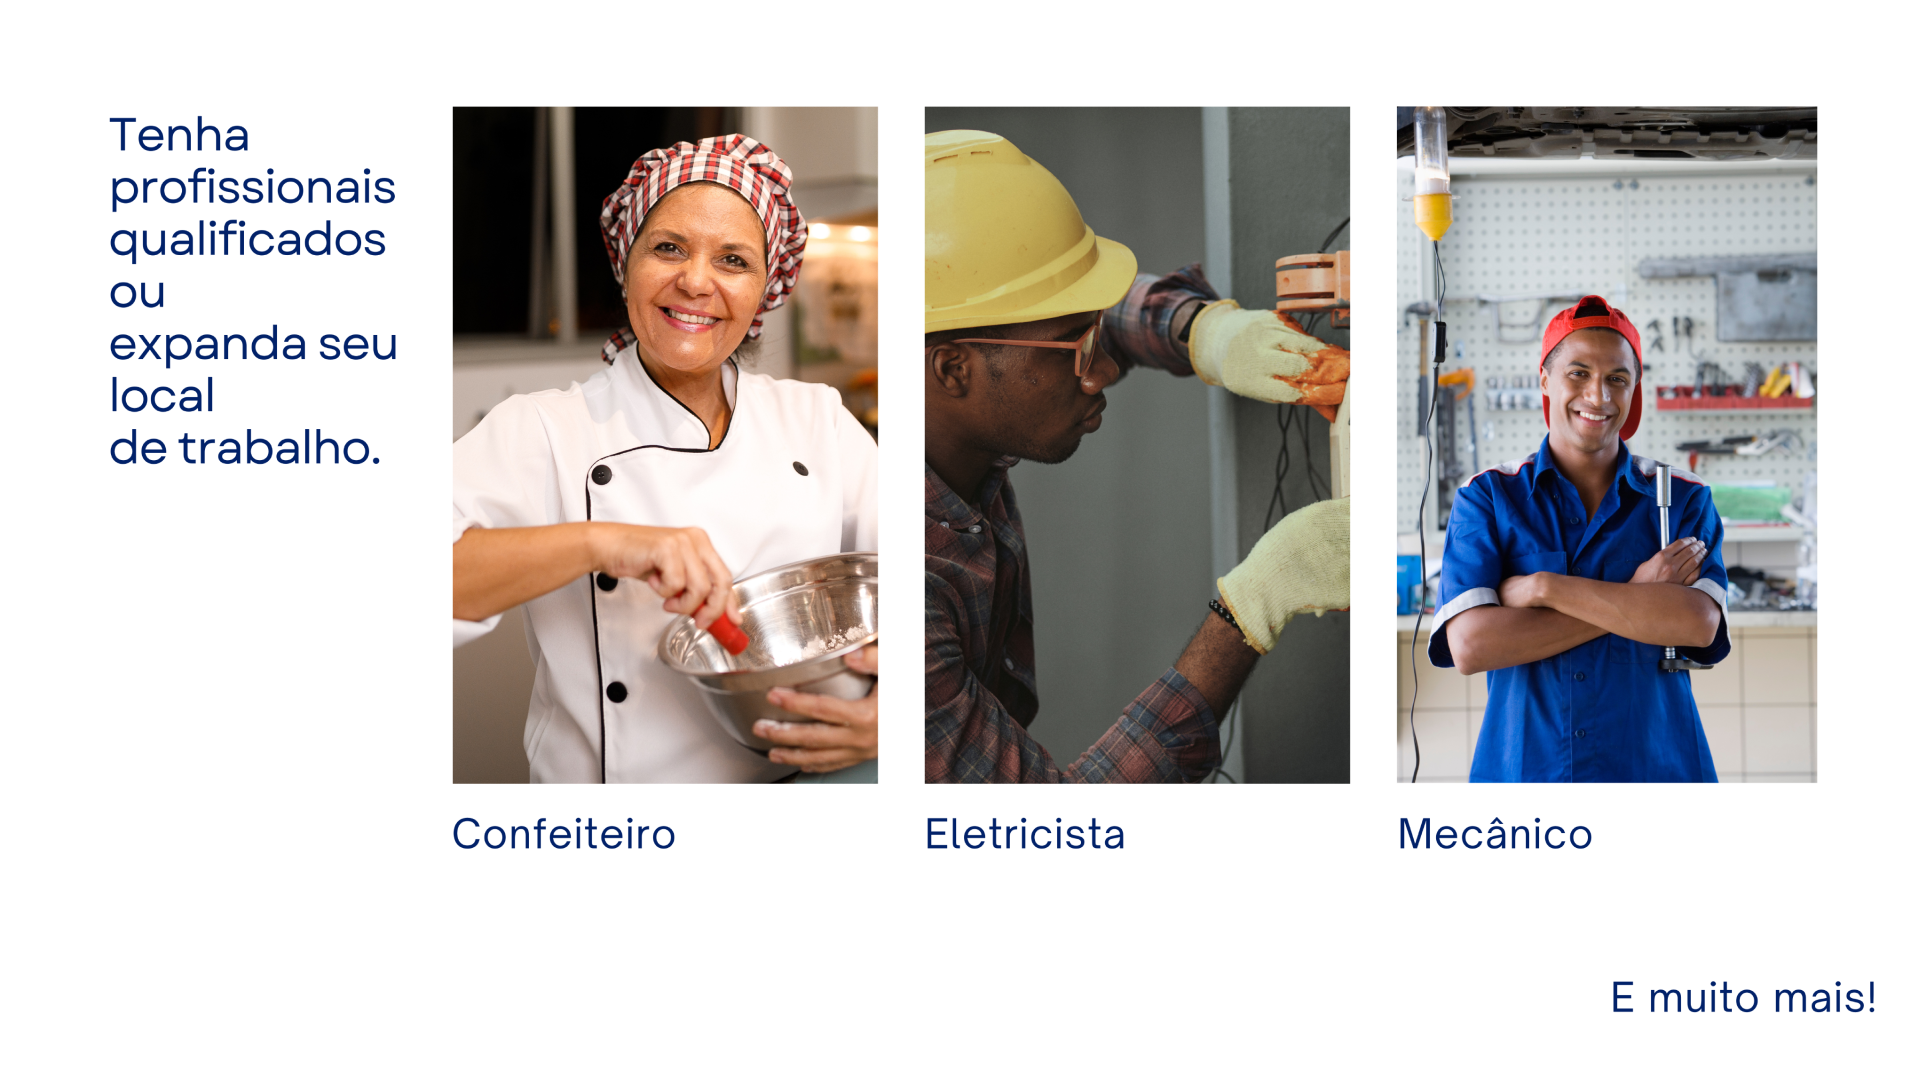 Tenha
profissionais
qualificados
ou
expanda seu
local
de trabalho.
Confeiteiro
Eletricista
Mecânico
E muito mais!